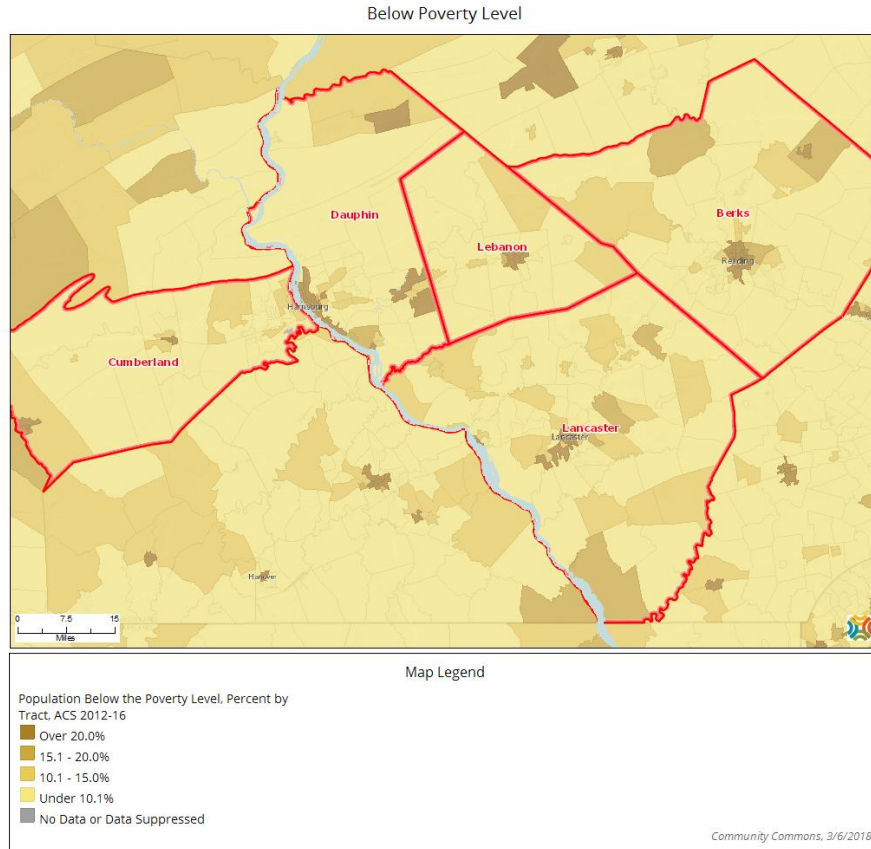 Below Poverty Level
Dauphin
Berks
Lebanon
Reading
Harrisburg
Cumberland
Lancaster
Lancaster
Hanover
0 7.5 15
Miles
Map Legend
Population Below the Poverty Level, Percent by
Tract, ACS 2012-16
Over 20.0%
15.1 - 20.0%
10.1 - 15.0%
Under 10.1%
No Data or Data Suppressed
Community Commons, 3/6/2018